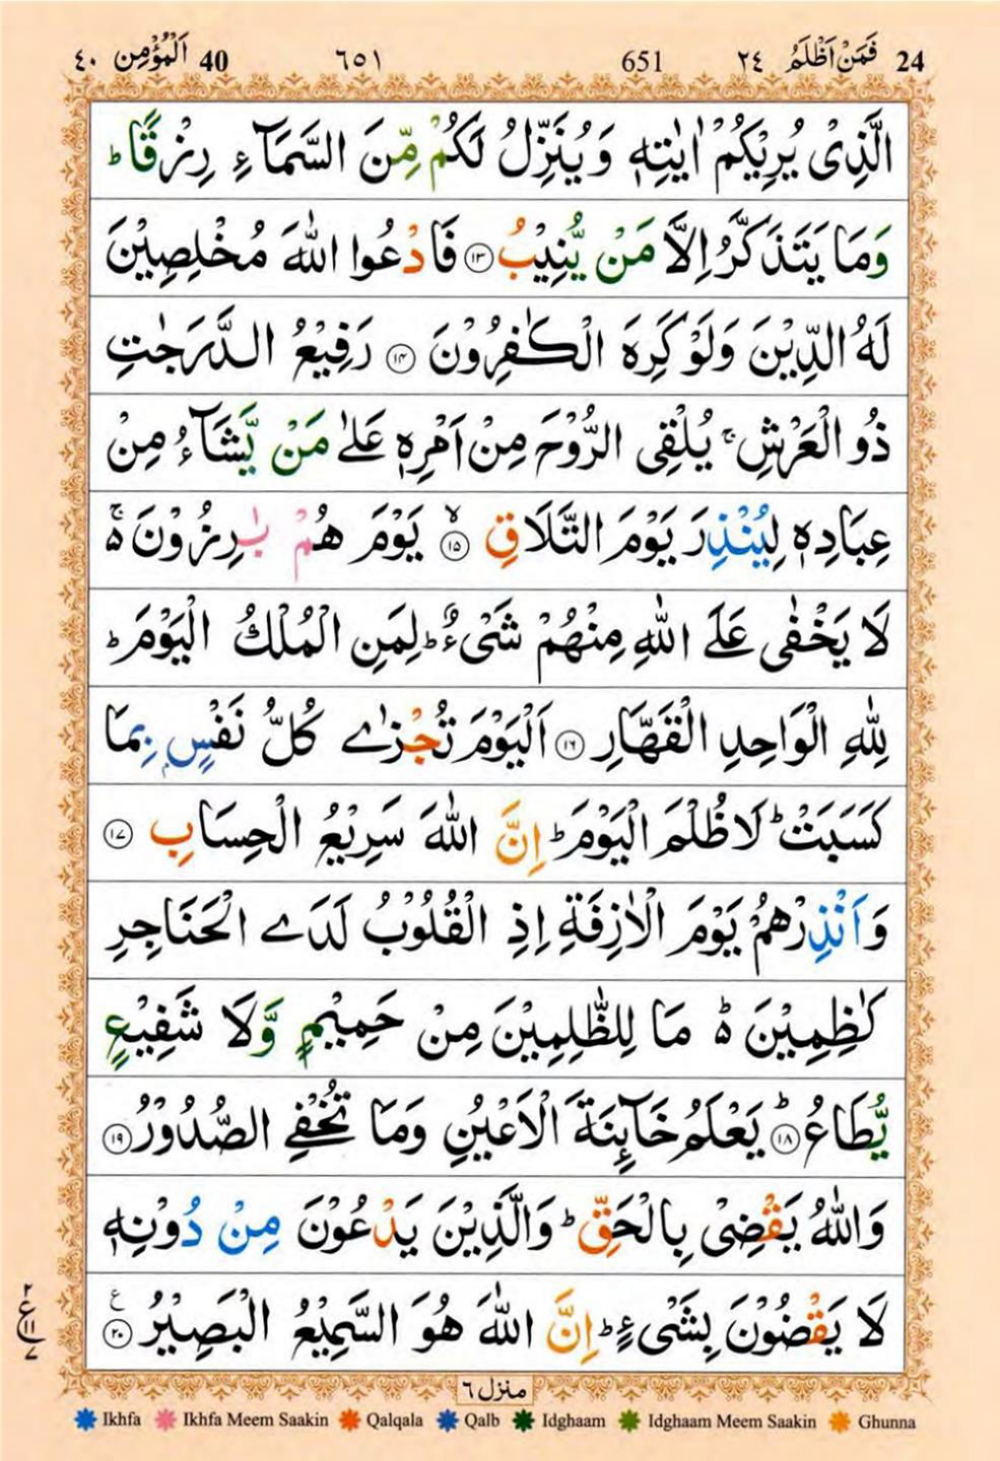 24 فَمَنْ اَظْلَمُ ٢٤ 651 ٦٥١ 40 اَلْمُؤْمِن ٤٠
الَّذِىْ يُرِيْكُمْ اٰيٰتِهٖ وَيُنَزِّلُ لَكُمْ مِّنَ السَّمَآءِ رِزْقًا ؕ
وَمَا يَتَذَكَّرُ اِلَّا مَنْ يُّنِيْبُ ١٣ فَادْعُوا اللّٰهَ مُخْلِصِيْنَ
لَهُ الدِّيْنَ وَلَوْ كَرِهَ الْكٰفِرُوْنَ ١٤ رَفِيْعُ الدَّرَجٰتِ
ذُو الْعَرْشِ ۚ يُلْقِى الرُّوْحَ مِنْ اَمْرِهٖ عَلٰى مَنْ يَّشَآءُ مِنْ
عِبَادِهٖ لِيُنْذِرَ يَوْمَ التَّلَاقِ ۙ ١٥ يَوْمَ هُمْ بٰرِزُوْنَ ۚ ە
لَا يَخْفٰى عَلَى اللّٰهِ مِنْهُمْ شَىْءٌ ؕ لِمَنِ الْمُلْكُ الْيَوْمَ ؕ
لِلّٰهِ الْوَاحِدِ الْقَهَّارِ ١٦ اَلْيَوْمَ تُجْزٰى كُلُّ نَفْسٍۢ بِمَا
كَسَبَتْ ؕ لَا ظُلْمَ الْيَوْمَ ؕ اِنَّ اللّٰهَ سَرِيْعُ الْحِسَابِ ١٧
وَاَنْذِرْهُمْ يَوْمَ الْاٰزِفَةِ اِذِ الْقُلُوْبُ لَدَى الْحَنَاجِرِ
كٰظِمِيْنَ ؕ ە مَا لِلظّٰلِمِيْنَ مِنْ حَمِيْمٍ وَّلَا شَفِيْعٍ
يُّطَاعُ ؕ ١٨ يَعْلَمُ خَآئِنَةَ الْاَعْيُنِ وَمَا تُخْفِى الصُّدُوْرُ ١٩
وَاللّٰهُ يَقْضِىْ بِالْحَقِّ ؕ وَالَّذِيْنَ يَدْعُوْنَ مِنْ دُوْنِهٖ
لَا يَقْضُوْنَ بِشَىْءٍ ؕ اِنَّ اللّٰهَ هُوَ السَّمِيْعُ الْبَصِيْرُ ٢٠ ع
٢
ع ١١
٧
منزل ٦
Ikhfa Ikhfa Meem Saakin Qalqala Qalb Idghaam Idghaam Meem Saakin Ghunna